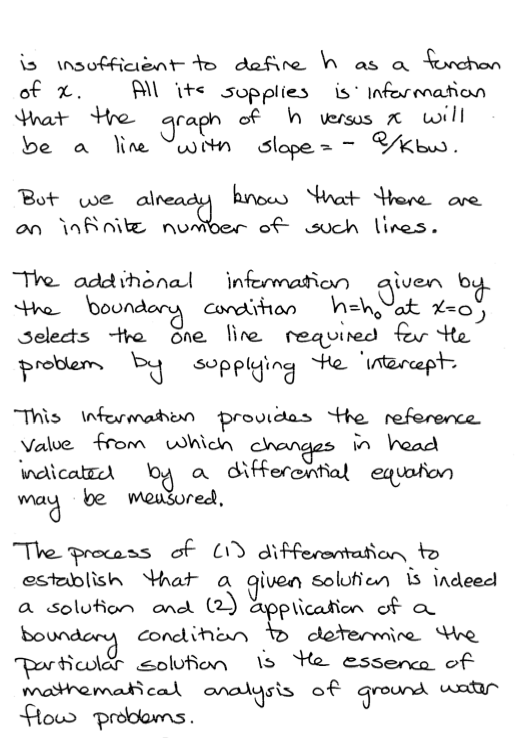 is insufficient to define h as a function
of x. All its supplies is information
that the graph of h versus x will
be a line with slope = - Q/Kbw.
But we already know that there are
an infinite number of such lines.
The additional information given by
the boundary condition h=h₀ at x=0,
selects the one line required for the
problem by supplying the intercept.
This information provides the reference
value from which changes in head
indicated by a differential equation
may be measured.
The process of (1) differentation, to
establish that a given solution is indeed
a solution and (2) application of a
boundary condition to determine the
particular solution is the essence of
mathematical analysis of ground water
flow problems.